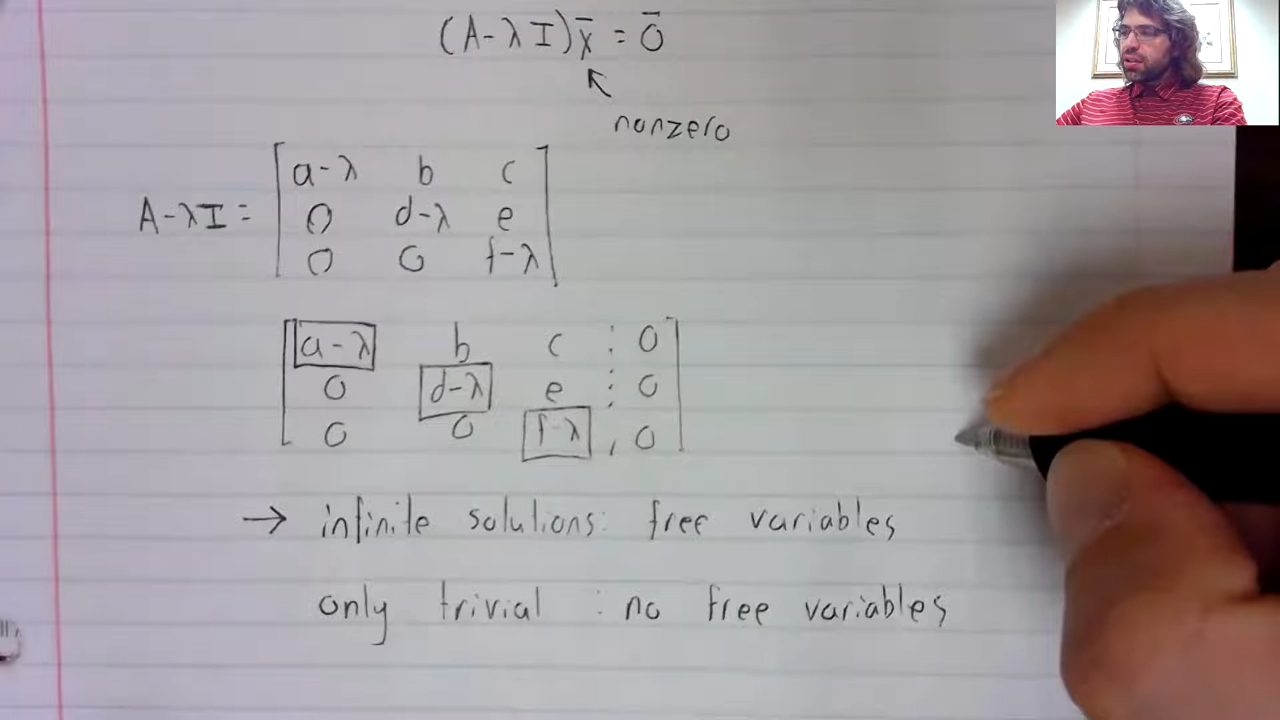 (A-λI)x̄ = 0̄
nonzero
A-λI = [a-λ b c
0 d-λ e
0 0 f-λ]
[a-λ b c : 0
0 d-λ e : 0
0 0 f-λ : 0]
→ infinite solutions: free variables
only trivial : no free variables